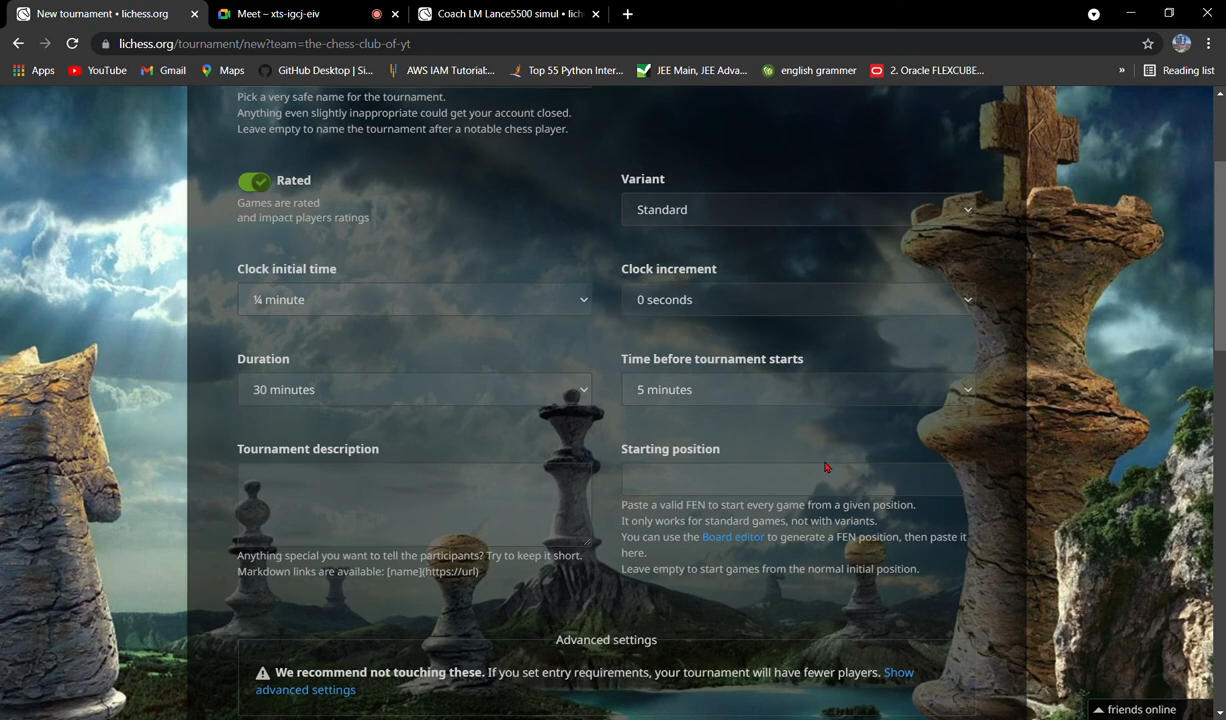 New tournament • lichess.org
Meet – xts-igcj-eiv
Coach LM Lance5500 simul • lich
lichess.org/tournament/new?team=the-chess-club-of-yt
Apps
YouTube
Gmail
Maps
GitHub Desktop | Si...
AWS IAM Tutorial:...
Top 55 Python Inter...
JEE Main, JEE Adva...
english grammer
2. Oracle FLEXCUBE...
»
Reading list
Pick a very safe name for the tournament.
Anything even slightly inappropriate could get your account closed.
Leave empty to name the tournament after a notable chess player.
Rated
Games are rated
and impact players ratings
Variant
Standard
Clock initial time
¼ minute
Clock increment
0 seconds
Duration
30 minutes
Time before tournament starts
5 minutes
Tournament description
Anything special you want to tell the participants? Try to keep it short.
Markdown links are available: [name](https://url)
Starting position
Paste a valid FEN to start every game from a given position.
It only works for standard games, not with variants.
You can use the Board editor to generate a FEN position, then paste it
here.
Leave empty to start games from the normal initial position.
Advanced settings
We recommend not touching these. If you set entry requirements, your tournament will have fewer players. Show
advanced settings
friends online